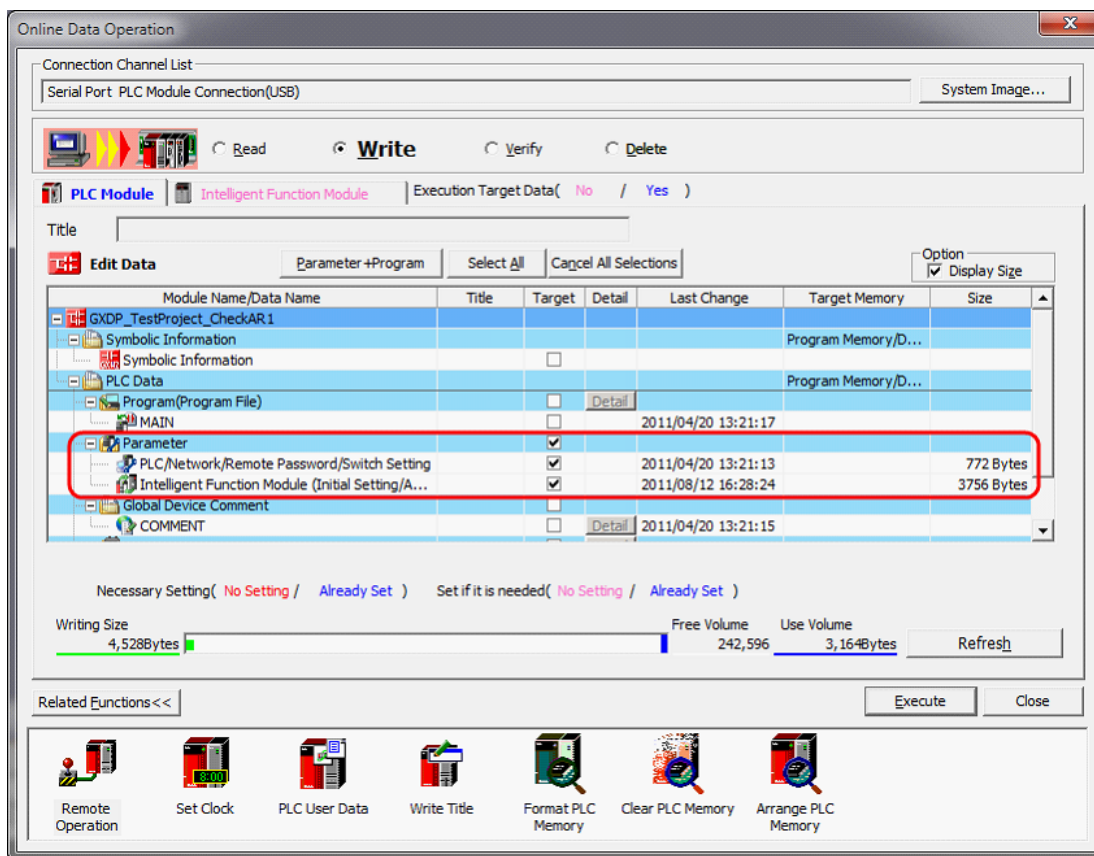 Online Data Operation
Connection Channel List
Serial Port PLC Module Connection(USB)
System Image...
Read Write Verify Delete
PLC Module Intelligent Function Module Execution Target Data( No / Yes )
Title
Edit Data Parameter+Program Select All Cancel All Selections Option
Display Size
Module Name/Data Name Title Target Detail Last Change Target Memory Size
GXDP_TestProject_CheckAR1
Symbolic Information Program Memory/D...
Symbolic Information
PLC Data Program Memory/D...
Program(Program File) Detail
MAIN 2011/04/20 13:21:17
Parameter
PLC/Network/Remote Password/Switch Setting 2011/04/20 13:21:13 772 Bytes
Intelligent Function Module (Initial Setting/A... 2011/08/12 16:28:24 3756 Bytes
Global Device Comment
COMMENT Detail 2011/04/20 13:21:15
Necessary Setting( No Setting / Already Set ) Set if it is needed( No Setting / Already Set )
Writing Size Free Volume Use Volume
4,528Bytes 242,596 3,164Bytes Refresh
Related Functions<< Execute Close
8:00
Remote Operation
Set Clock
PLC User Data
Write Title
Format PLC Memory
Clear PLC Memory
Arrange PLC Memory